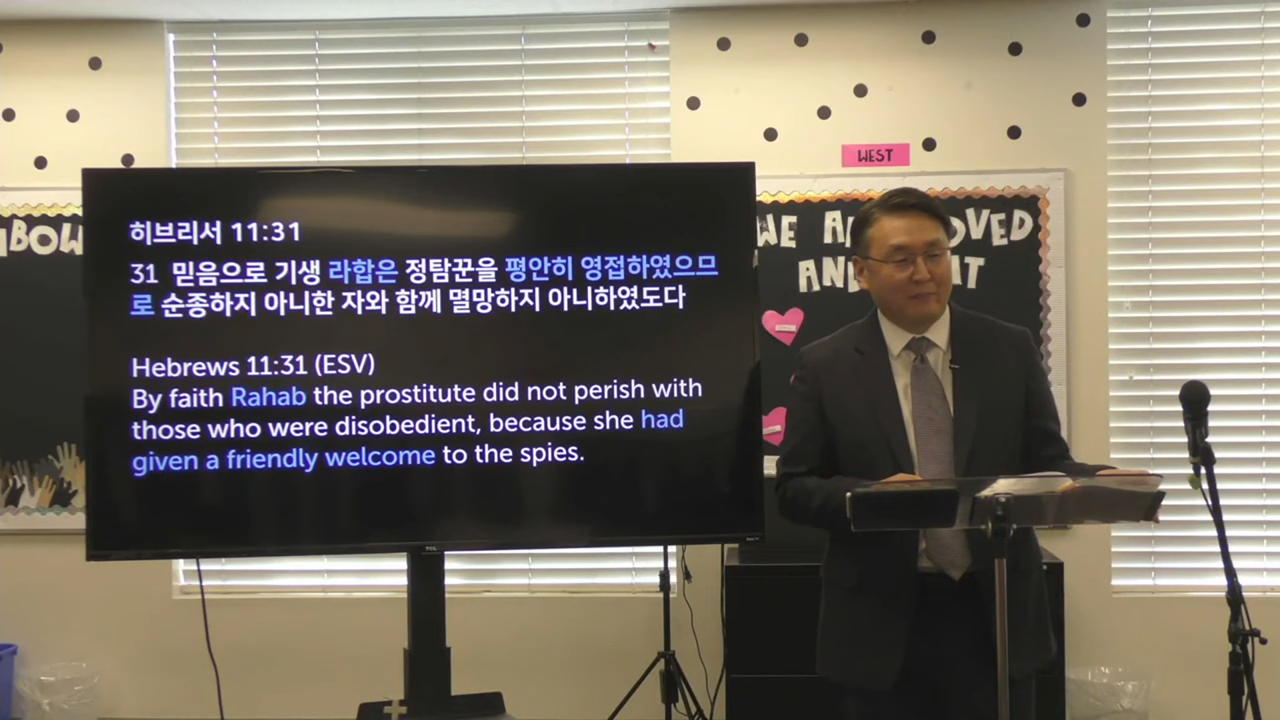 히브리서 11:31
31 믿음으로 기생 라합은 정탐꾼을 평안히 영접하였으므
로 순종하지 아니한 자와 함께 멸망하지 아니하였도다
Hebrews 11:31 (ESV)
By faith Rahab the prostitute did not perish with
those who were disobedient, because she had
given a friendly welcome to the spies.
TCL
WEST
WE
AND